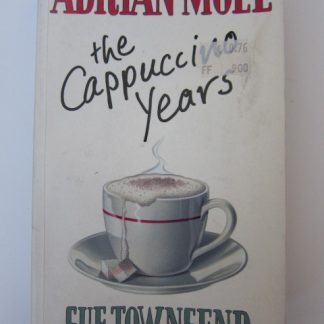 ADRIAN MOLE
the
Cappuccino
Years
SUE TOWNSEND